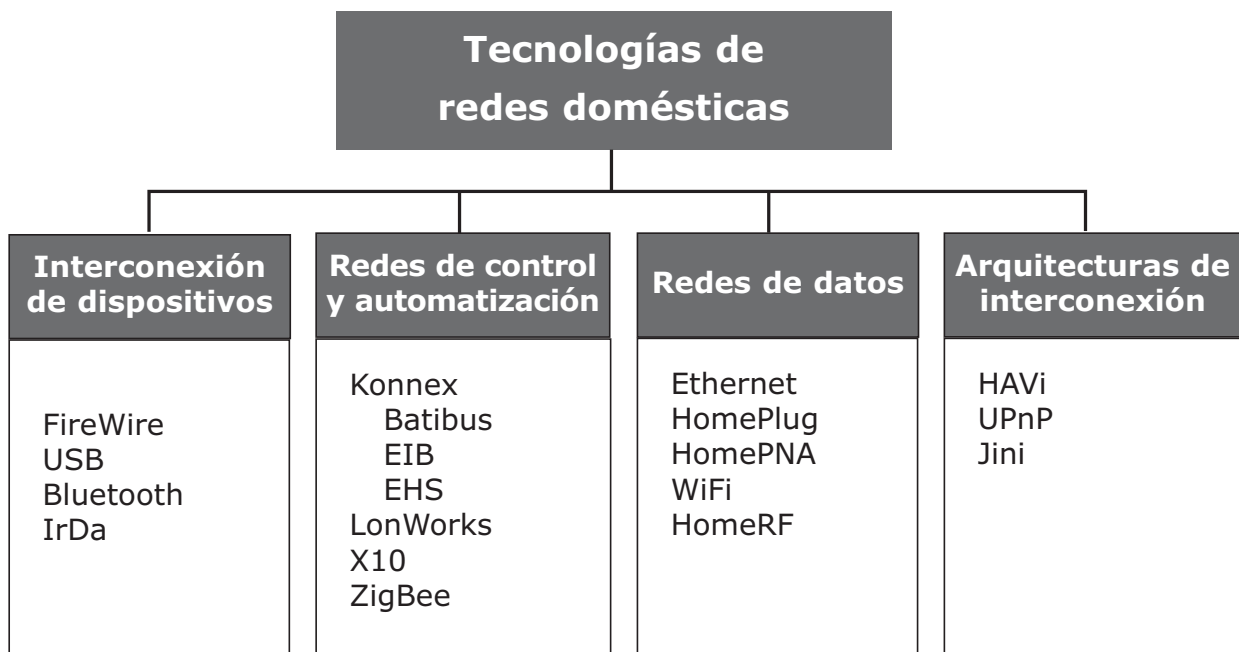 Tecnologías de
redes domésticas
Interconexión
de dispositivos
FireWire
USB
Bluetooth
IrDa
Redes de control
y automatización
Konnex
Batibus
EIB
EHS
LonWorks
X10
ZigBee
Redes de datos
Ethernet
HomePlug
HomePNA
WiFi
HomeRF
Arquitecturas de
interconexión
HAVi
UPnP
Jini